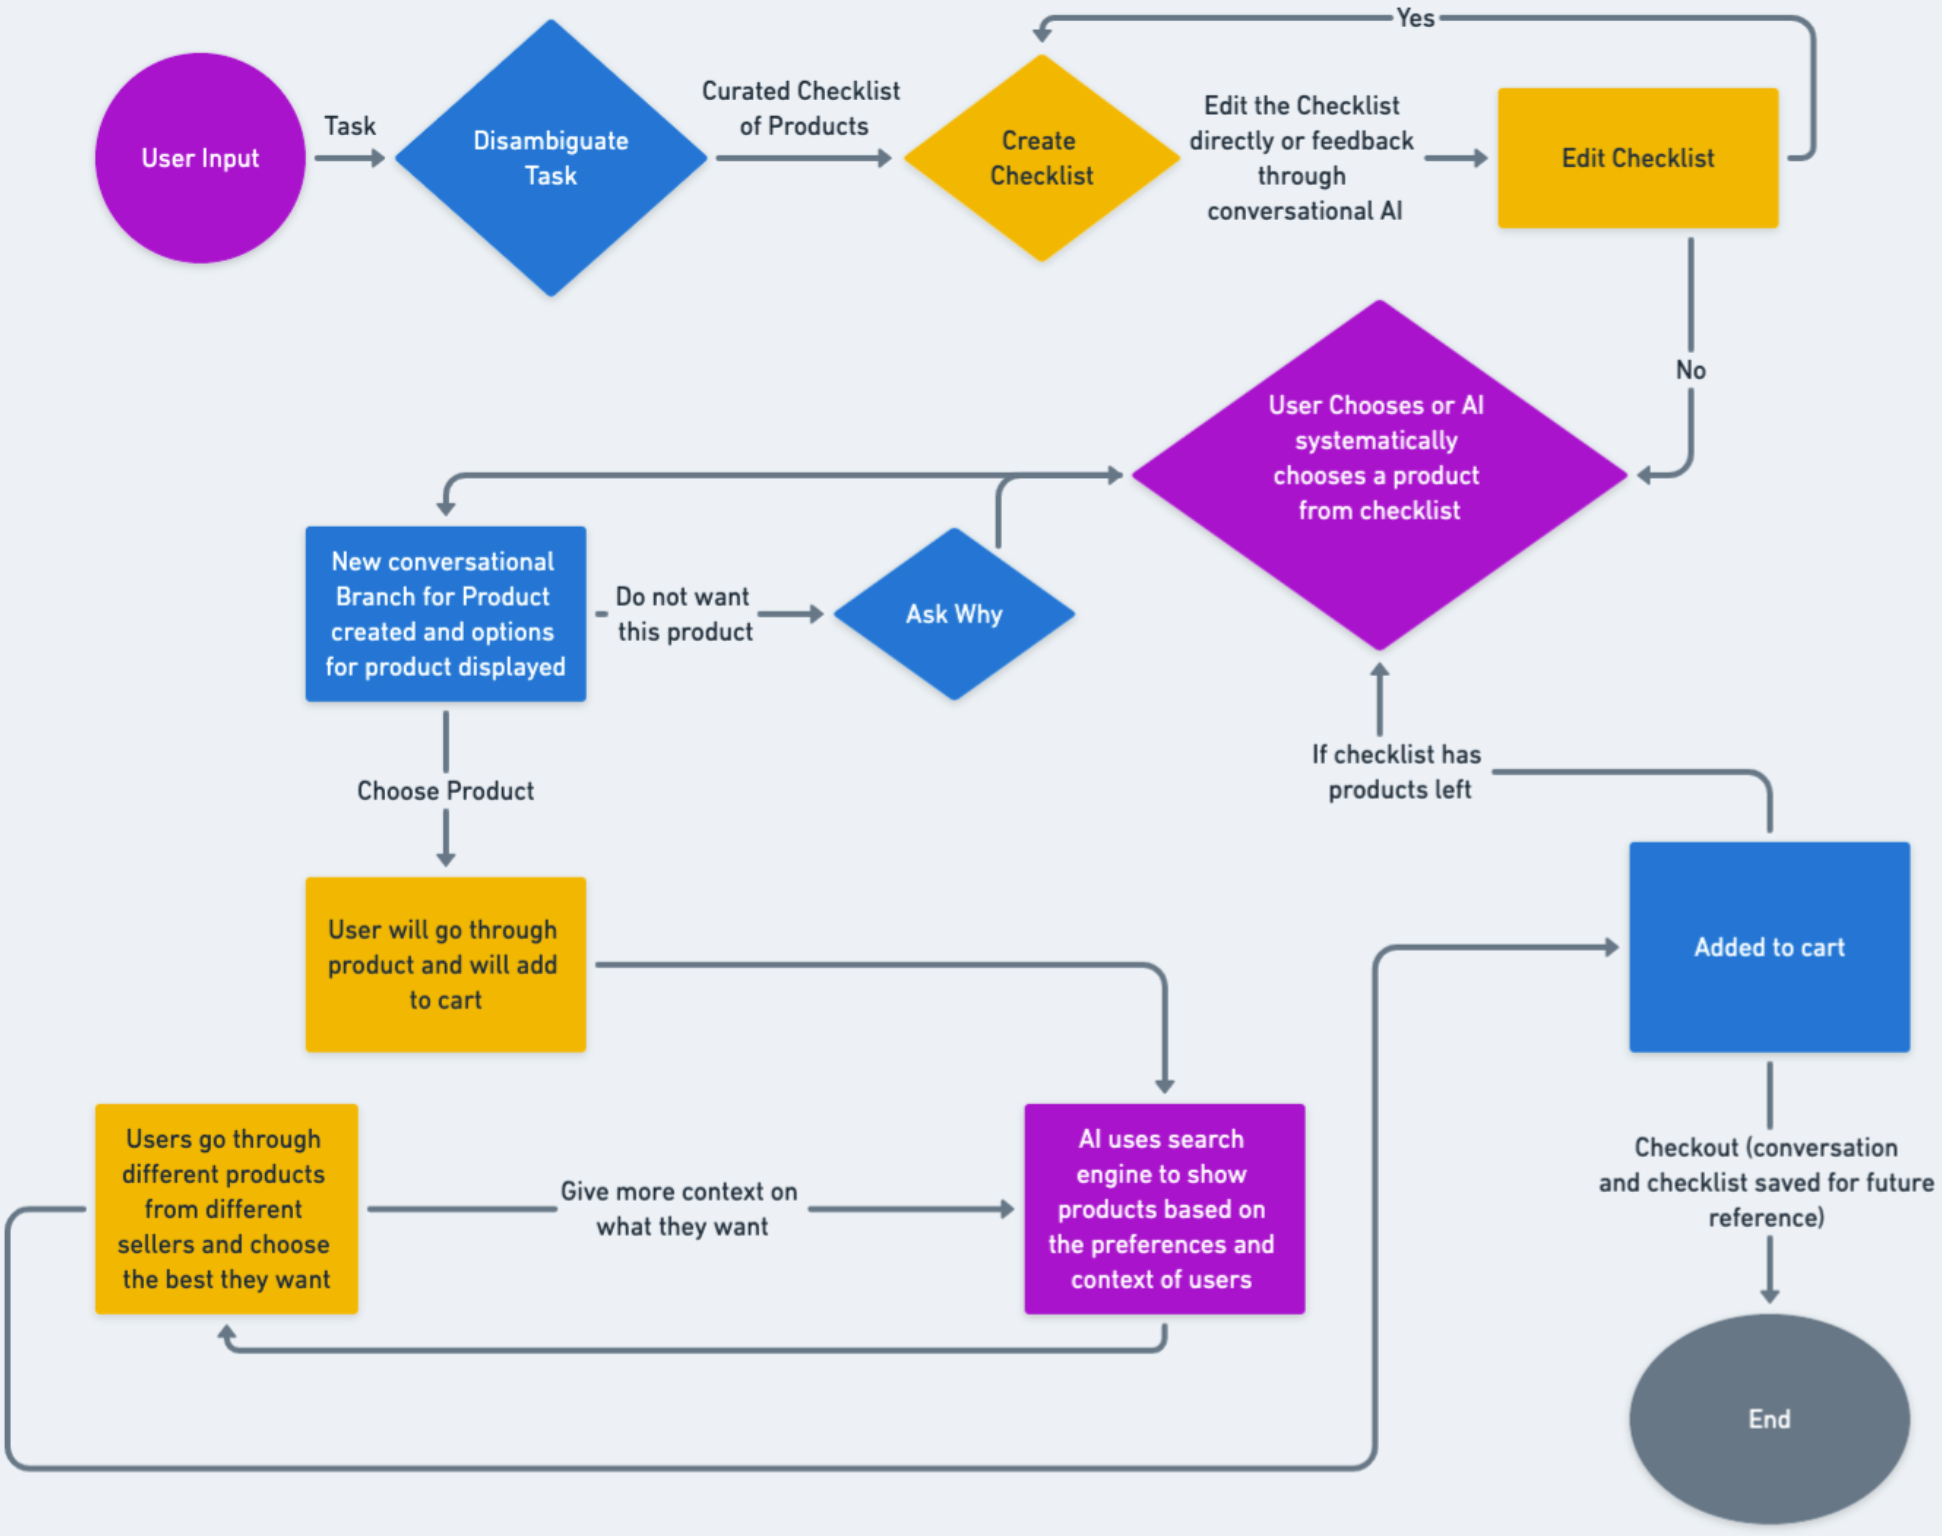 Yes
User Input
Task
Disambiguate
Task
Curated Checklist
of Products
Create
Checklist
Edit the Checklist
directly or feedback
through
conversational AI
Edit Checklist
No
User Chooses or AI
systematically
chooses a product
from checklist
New conversational
Branch for Product
created and options
for product displayed
Do not want
this product
Ask Why
Choose Product
If checklist has
products left
User will go through
product and will add
to cart
Added to cart
Users go through
different products
from different
sellers and choose
the best they want
Give more context on
what they want
AI uses search
engine to show
products based on
the preferences and
context of users
Checkout (conversation
and checklist saved for future
reference)
End